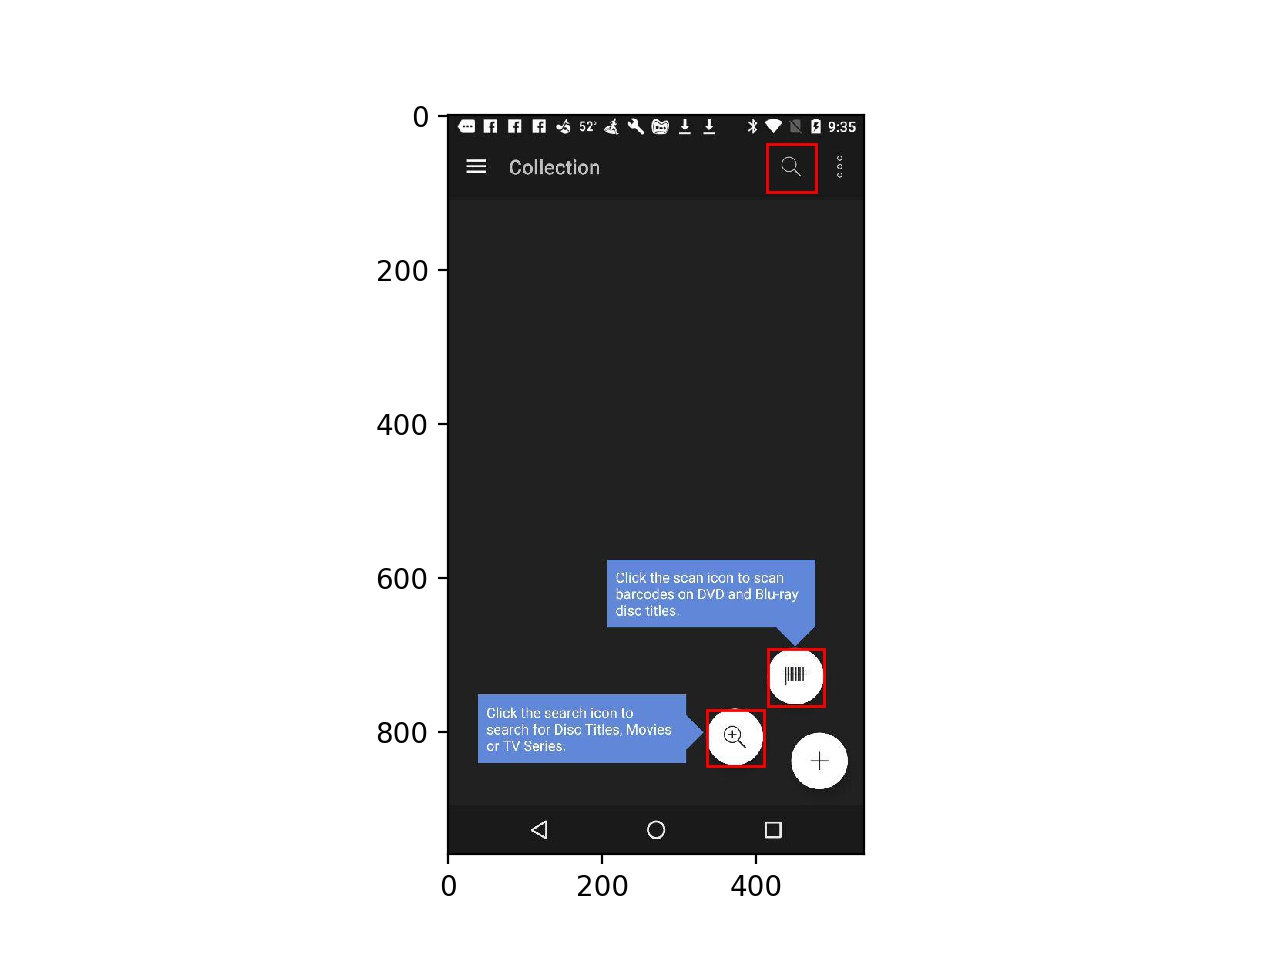 0
52°
9:35
Collection
200
400
600
Click the scan icon to scan
barcodes on DVD and Blu-ray
disc titles.
800
Click the search icon to
search for Disc Titles, Movies
or TV Series.
0
200
400